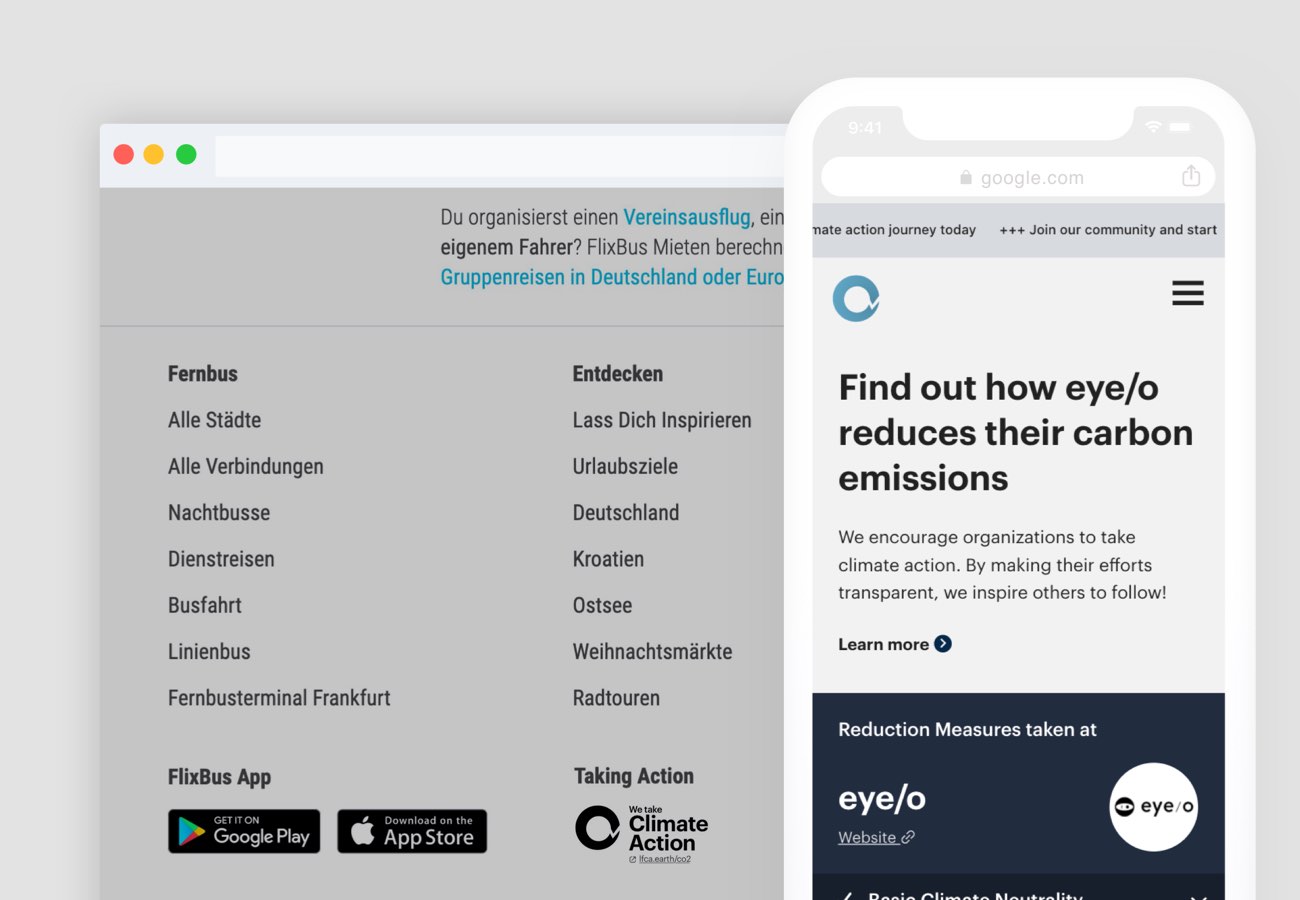 Du organisierst einen Vereinsausflug, ein
eigenem Fahrer? FlixBus Mieten berechn
Gruppenreisen in Deutschland oder Euro
Fernbus
Alle Städte
Alle Verbindungen
Nachtbusse
Dienstreisen
Busfahrt
Linienbus
Fernbusterminal Frankfurt
Entdecken
Lass Dich Inspirieren
Urlaubsziele
Deutschland
Kroatien
Ostsee
Weihnachtsmärkte
Radtouren
FlixBus App
GET IT ON
Google Play
Download on the
App Store
Taking Action
We take
Climate
Action
lfca.earth/co2
9:41
google.com
mate action journey today +++ Join our community and start
Find out how eye/o
reduces their carbon
emissions
We encourage organizations to take
climate action. By making their efforts
transparent, we inspire others to follow!
Learn more
Reduction Measures taken at
eye/o
eye/o
Website
Basic Climate Neutrality